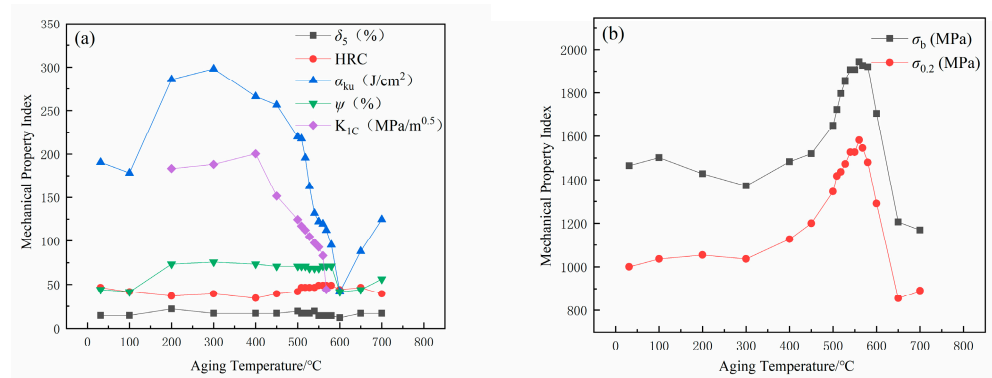 (a)
δ5 (%)
HRC
αku (J/cm2)
ψ (%)
K1C (MPa/m0.5)
Mechanical Property Index
350
300
250
200
150
100
50
0
0 100 200 300 400 500 600 700 800
Aging Temperature/℃
(b)
σb (MPa)
σ0.2 (MPa)
Mechanical Property Index
2000
1800
1600
1400
1200
1000
800
0 100 200 300 400 500 600 700 800
Aging Temperature/℃